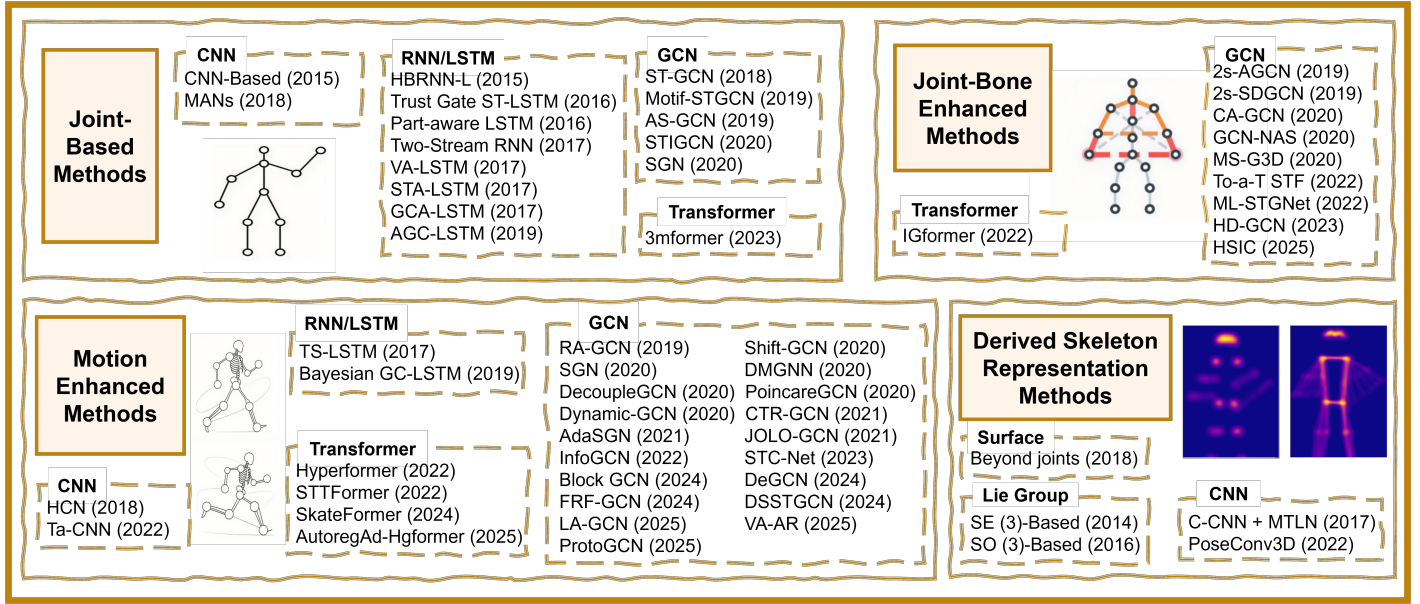 Joint-
Based
Methods
CNN
CNN-Based (2015)
MANs (2018)
RNN/LSTM
HBRNN-L (2015)
Trust Gate ST-LSTM (2016)
Part-aware LSTM (2016)
Two-Stream RNN (2017)
VA-LSTM (2017)
STA-LSTM (2017)
GCA-LSTM (2017)
AGC-LSTM (2019)
GCN
ST-GCN (2018)
Motif-STGCN (2019)
AS-GCN (2019)
STIGCN (2020)
SGN (2020)
Transformer
3mformer (2023)
Joint-Bone
Enhanced
Methods
Transformer
IGformer (2022)
GCN
2s-AGCN (2019)
2s-SDGCN (2019)
CA-GCN (2020)
GCN-NAS (2020)
MS-G3D (2020)
To-a-T STF (2022)
ML-STGNet (2022)
HD-GCN (2023)
HSIC (2025)
Motion
Enhanced
Methods
CNN
HCN (2018)
Ta-CNN (2022)
RNN/LSTM
TS-LSTM (2017)
Bayesian GC-LSTM (2019)
Transformer
Hyperformer (2022)
STTFormer (2022)
SkateFormer (2024)
AutoregAd-Hgformer (2025)
GCN
RA-GCN (2019)
SGN (2020)
DecoupleGCN (2020)
Dynamic-GCN (2020)
AdaSGN (2021)
InfoGCN (2022)
Block GCN (2024)
FRF-GCN (2024)
LA-GCN (2025)
ProtoGCN (2025)
Shift-GCN (2020)
DMGNN (2020)
PoincareGCN (2020)
CTR-GCN (2021)
JOLO-GCN (2021)
STC-Net (2023)
DeGCN (2024)
DSSTGCN (2024)
VA-AR (2025)
Derived Skeleton
Representation
Methods
Surface
Beyond joints (2018)
Lie Group
SE (3)-Based (2014)
SO (3)-Based (2016)
CNN
C-CNN + MTLN (2017)
PoseConv3D (2022)